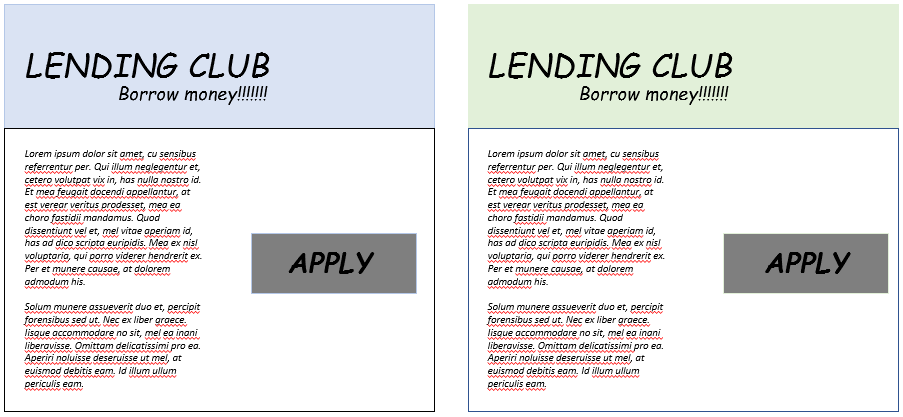 LENDING CLUB
Borrow money!!!!!!!
Lorem ipsum dolor sit amet, cu sensibus
referrentur per. Qui illum neglegentur et,
cetero volutpat vix in, has nulla nostro id.
Et mea feugait docendi appellantur, at
est verear veritus prodesset, mea ea
choro fastidii mandamus. Quod
dissentiunt vel et, mel vitae aperiam id,
has ad dico scripta euripidis. Mea ex nisl
voluptaria, qui porro viderer hendrerit ex.
Per et munere causae, at dolorem
admodum his.
Solum munere assueverit duo et, percipit
forensibus sed ut. Nec ex liber graece.
Iisque accommodare no sit, mel ea inani
liberavisse. Omittam delicatissimi pro ea.
Aperiri noluisse deseruisse ut mel, at
euismod debitis eam. Id illum ullum
periculis eam.
APPLY
LENDING CLUB
Borrow money!!!!!!!
Lorem ipsum dolor sit amet, cu sensibus
referrentur per. Qui illum neglegentur et,
cetero volutpat vix in, has nulla nostro id.
Et mea feugait docendi appellantur, at
est verear veritus prodesset, mea ea
choro fastidii mandamus. Quod
dissentiunt vel et, mel vitae aperiam id,
has ad dico scripta euripidis. Mea ex nisl
voluptaria, qui porro viderer hendrerit ex.
Per et munere causae, at dolorem
admodum his.
Solum munere assueverit duo et, percipit
forensibus sed ut. Nec ex liber graece.
Iisque accommodare no sit, mel ea inani
liberavisse. Omittam delicatissimi pro ea.
Aperiri noluisse deseruisse ut mel, at
euismod debitis eam. Id illum ullum
periculis eam.
APPLY